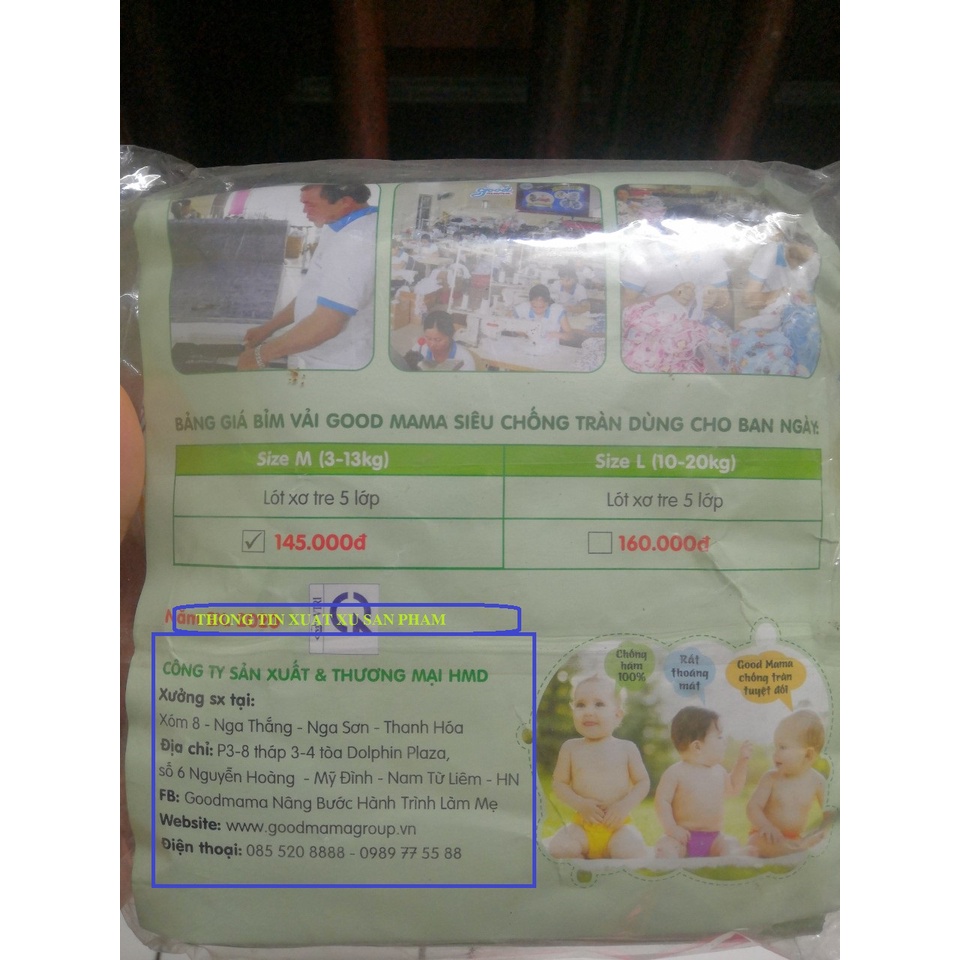 good
BẢNG GIÁ BỈM VẢI GOOD MAMA SIÊU CHỐNG TRÀN DÙNG CHO BAN NGÀY:
Size M (3-13kg) Size L (10-20kg)
Lót xơ tre 5 lớp Lót xơ tre 5 lớp
145.000đ 160.000đ
THONG TIN XUAT XU SAN PHAM
CÔNG TY SẢN XUẤT & THƯƠNG MẠI HMD
Xưởng sx tại:
Xóm 8 - Nga Thắng - Nga Sơn - Thanh Hóa
Địa chỉ: P3-8 tháp 3-4 tòa Dolphin Plaza,
số 6 Nguyễn Hoàng - Mỹ Đình - Nam Từ Liêm - HN
FB: Goodmama Nâng Bước Hành Trình Làm Mẹ
Website: www.goodmamagroup.vn
Điện thoại: 085 520 8888 - 0989 77 55 88
Chống
hăm
100%
Rất
thoáng
mát
Good Mama
chống tràn
tuyệt đối